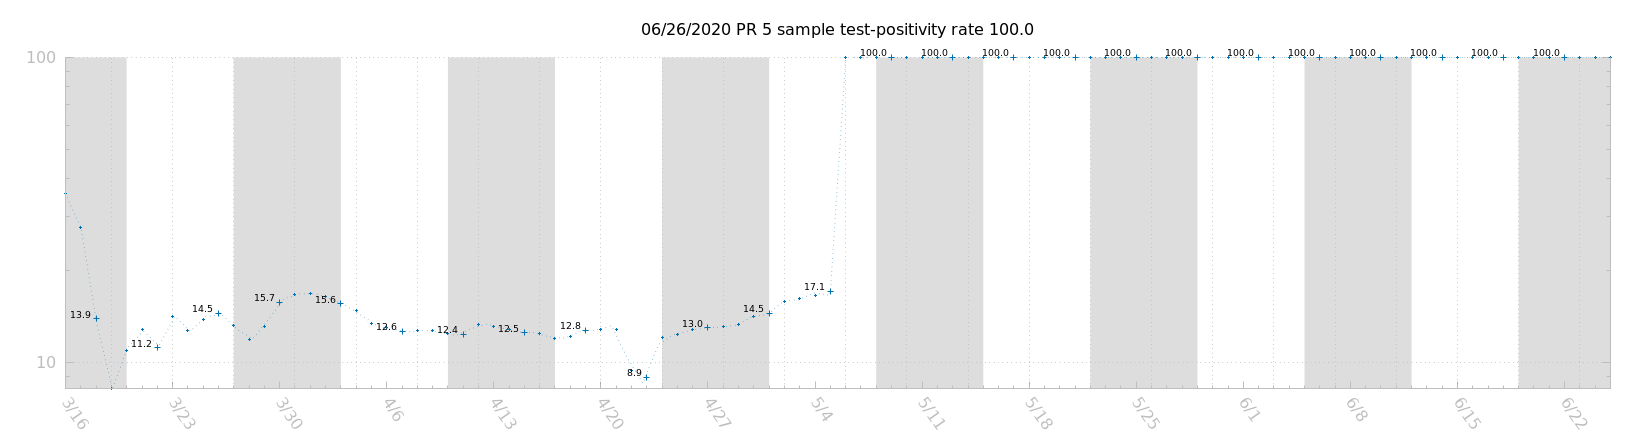 06/26/2020 PR 5 sample test-positivity rate 100.0
100
100.0 100.0 100.0 100.0 100.0 100.0 100.0 100.0 100.0 100.0 100.0 100.0
13.9 11.2 14.5 15.7 15.6 12.6 12.4 12.5 12.8 8.9 13.0 14.5 17.1
10
3/16 3/23 3/30 4/6 4/13 4/20 4/27 5/4 5/11 5/18 5/25 6/1 6/8 6/15 6/22